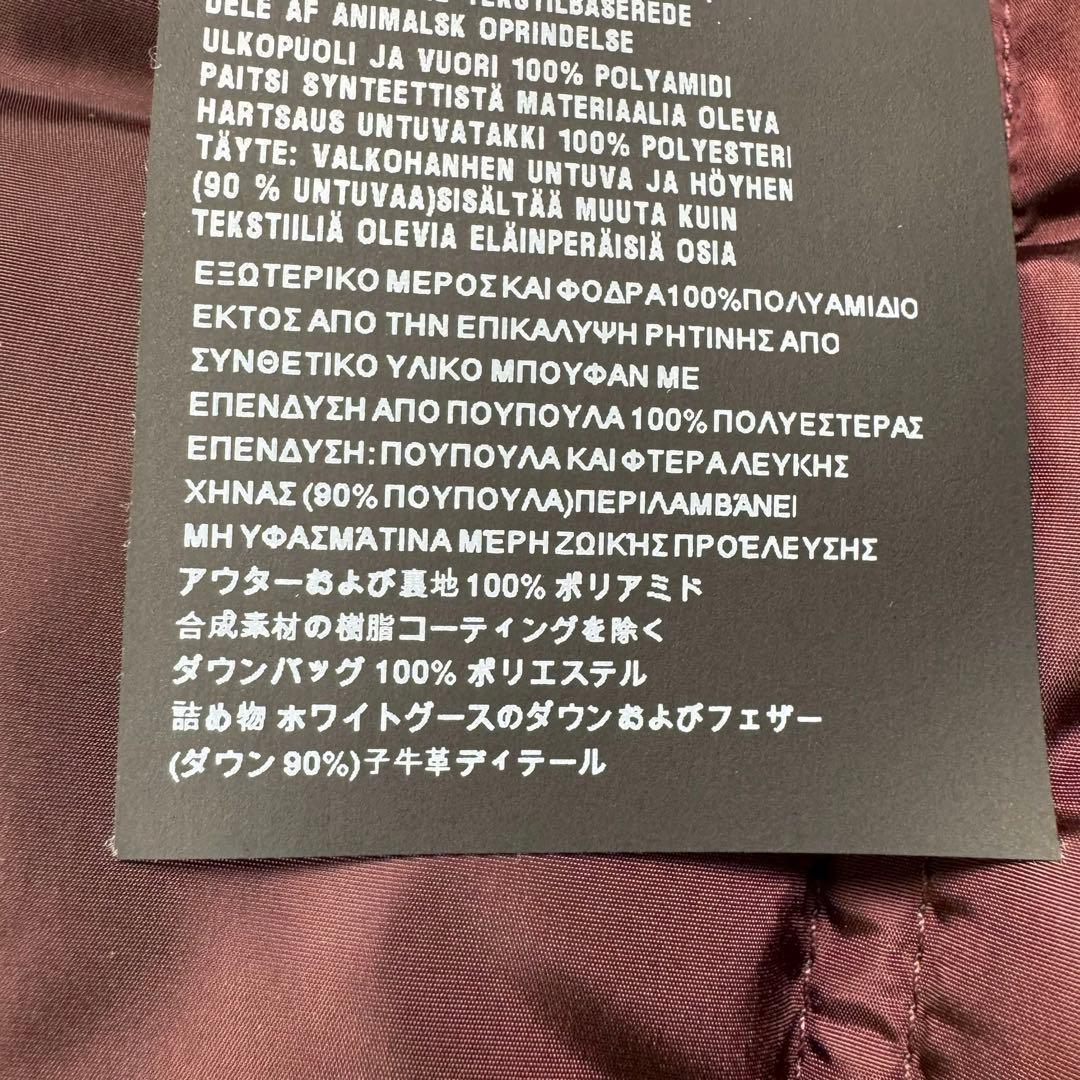 TEKSTILBASEREDE
DELE AF ANIMALSK OPRINDELSE
ULKOPUOLI JA VUORI 100% POLYAMIDI
PAITSI SYNTEETTISTÄ MATERIAALIA OLEVA
HARTSAUS UNTUVATAKKI 100% POLYESTERI
TÄYTE: VALKOHANHEN UNTUVA JA HÖYHEN
(90 % UNTUVAA)SISÄLTÄÄ MUUTA KUIN
TEKSTIILIÄ OLEVIA ELÄINPERÄISIÄ OSIA
ΕΞΩΤΕΡΙΚΟ ΜΕΡΟΣ ΚΑΙ ΦΟΔΡΑ 100% ΠΟΛΥΑΜΙΔΙΟ
ΕΚΤΟΣ ΑΠΟ ΤΗΝ ΕΠΙΚΑΛΥΨΗ ΡΗΤΙΝΗΣ ΑΠΟ
ΣΥΝΘΕΤΙΚΟ ΥΛΙΚΟ ΜΠΟΥΦΑΝ ΜΕ
ΕΠΕΝΔΥΣΗ ΑΠΟ ΠΟΥΠΟΥΛΑ 100% ΠΟΛΥΕΣΤΕΡΑΣ
ΕΠΕΝΔΥΣΗ: ΠΟΥΠΟΥΛΑ ΚΑΙ ΦΤΕΡΑ ΛΕΥΚΗΣ
ΧΗΝΑΣ (90% ΠΟΥΠΟΥΛΑ)ΠΕΡΙΛΑΜΒΆΝΕΙ
ΜΗ ΥΦΑΣΜΆΤΙΝΑ ΜΈΡΗ ΖΩΙΚΉΣ ΠΡΟΈΛΕΥΣΗΣ
アウターおよび裏地 100% ポリアミド
合成素材の樹脂コーティングを除く
ダウンバッグ 100% ポリエステル
詰め物 ホワイトグースのダウンおよびフェザー
(ダウン 90%)子牛革ディテール